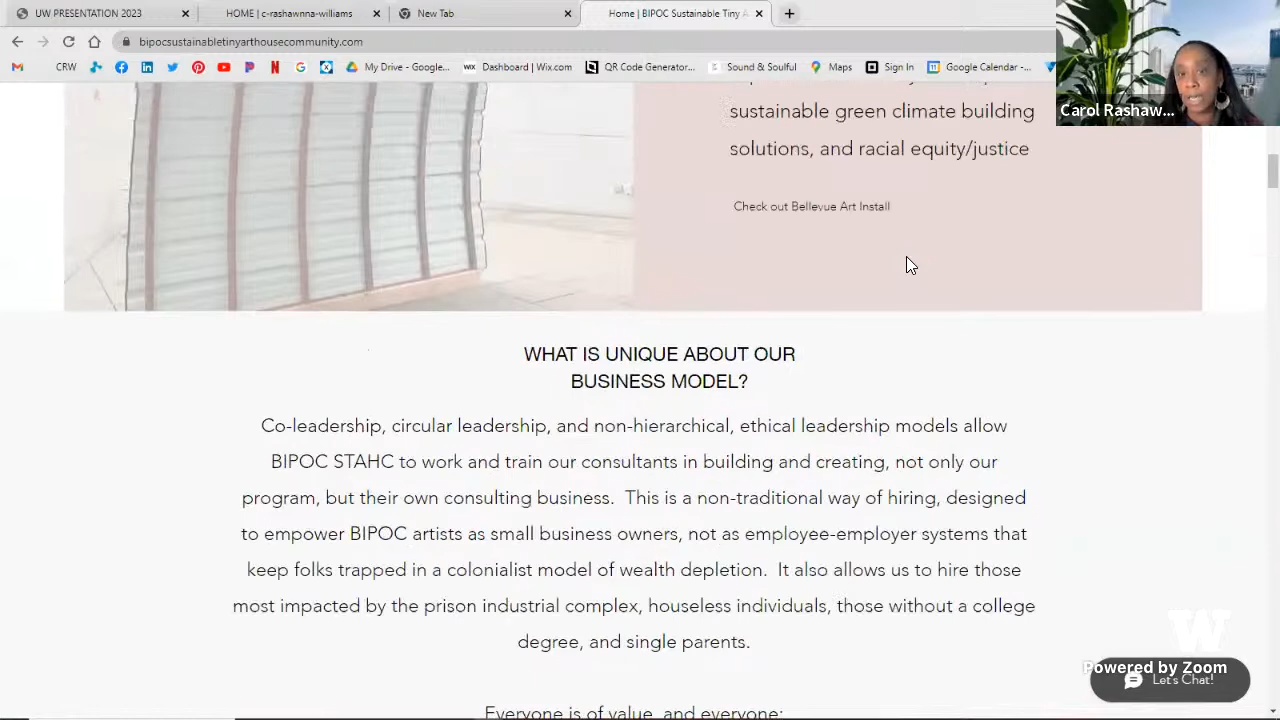 UW PRESENTATION 2023
HOME | c-rashawnna-williams
New Tab
Home | BIPOC Sustainable Tiny A
bipocsustainabletinyarthousecommunity.com
CRW
My Drive - Google...
WIX
Dashboard | Wix.com
QR Code Generator...
Sound & Soulful
Maps
Sign In
Google Calendar -...
Carol Rashaw...
sustainable green climate building
solutions, and racial equity/justice
Check out Bellevue Art Install
WHAT IS UNIQUE ABOUT OUR
BUSINESS MODEL?
Co-leadership, circular leadership, and non-hierarchical, ethical leadership models allow
BIPOC STAHC to work and train our consultants in building and creating, not only our
program, but their own consulting business. This is a non-traditional way of hiring, designed
to empower BIPOC artists as small business owners, not as employee-employer systems that
keep folks trapped in a colonialist model of wealth depletion. It also allows us to hire those
most impacted by the prison industrial complex, houseless individuals, those without a college
degree, and single parents.
W
Powered by Zoom
Let's Chat!
Everyone is of value, and everyone: